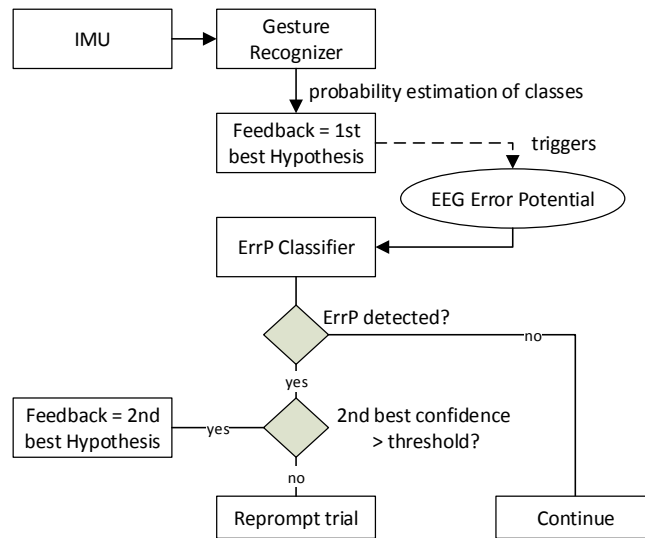 IMU
Gesture
Recognizer
probability estimation of classes
Feedback = 1st
best Hypothesis
triggers
EEG Error Potential
ErrP Classifier
ErrP detected?
no
yes
Feedback = 2nd
best Hypothesis
yes
2nd best confidence
> threshold?
no
Reprompt trial
Continue